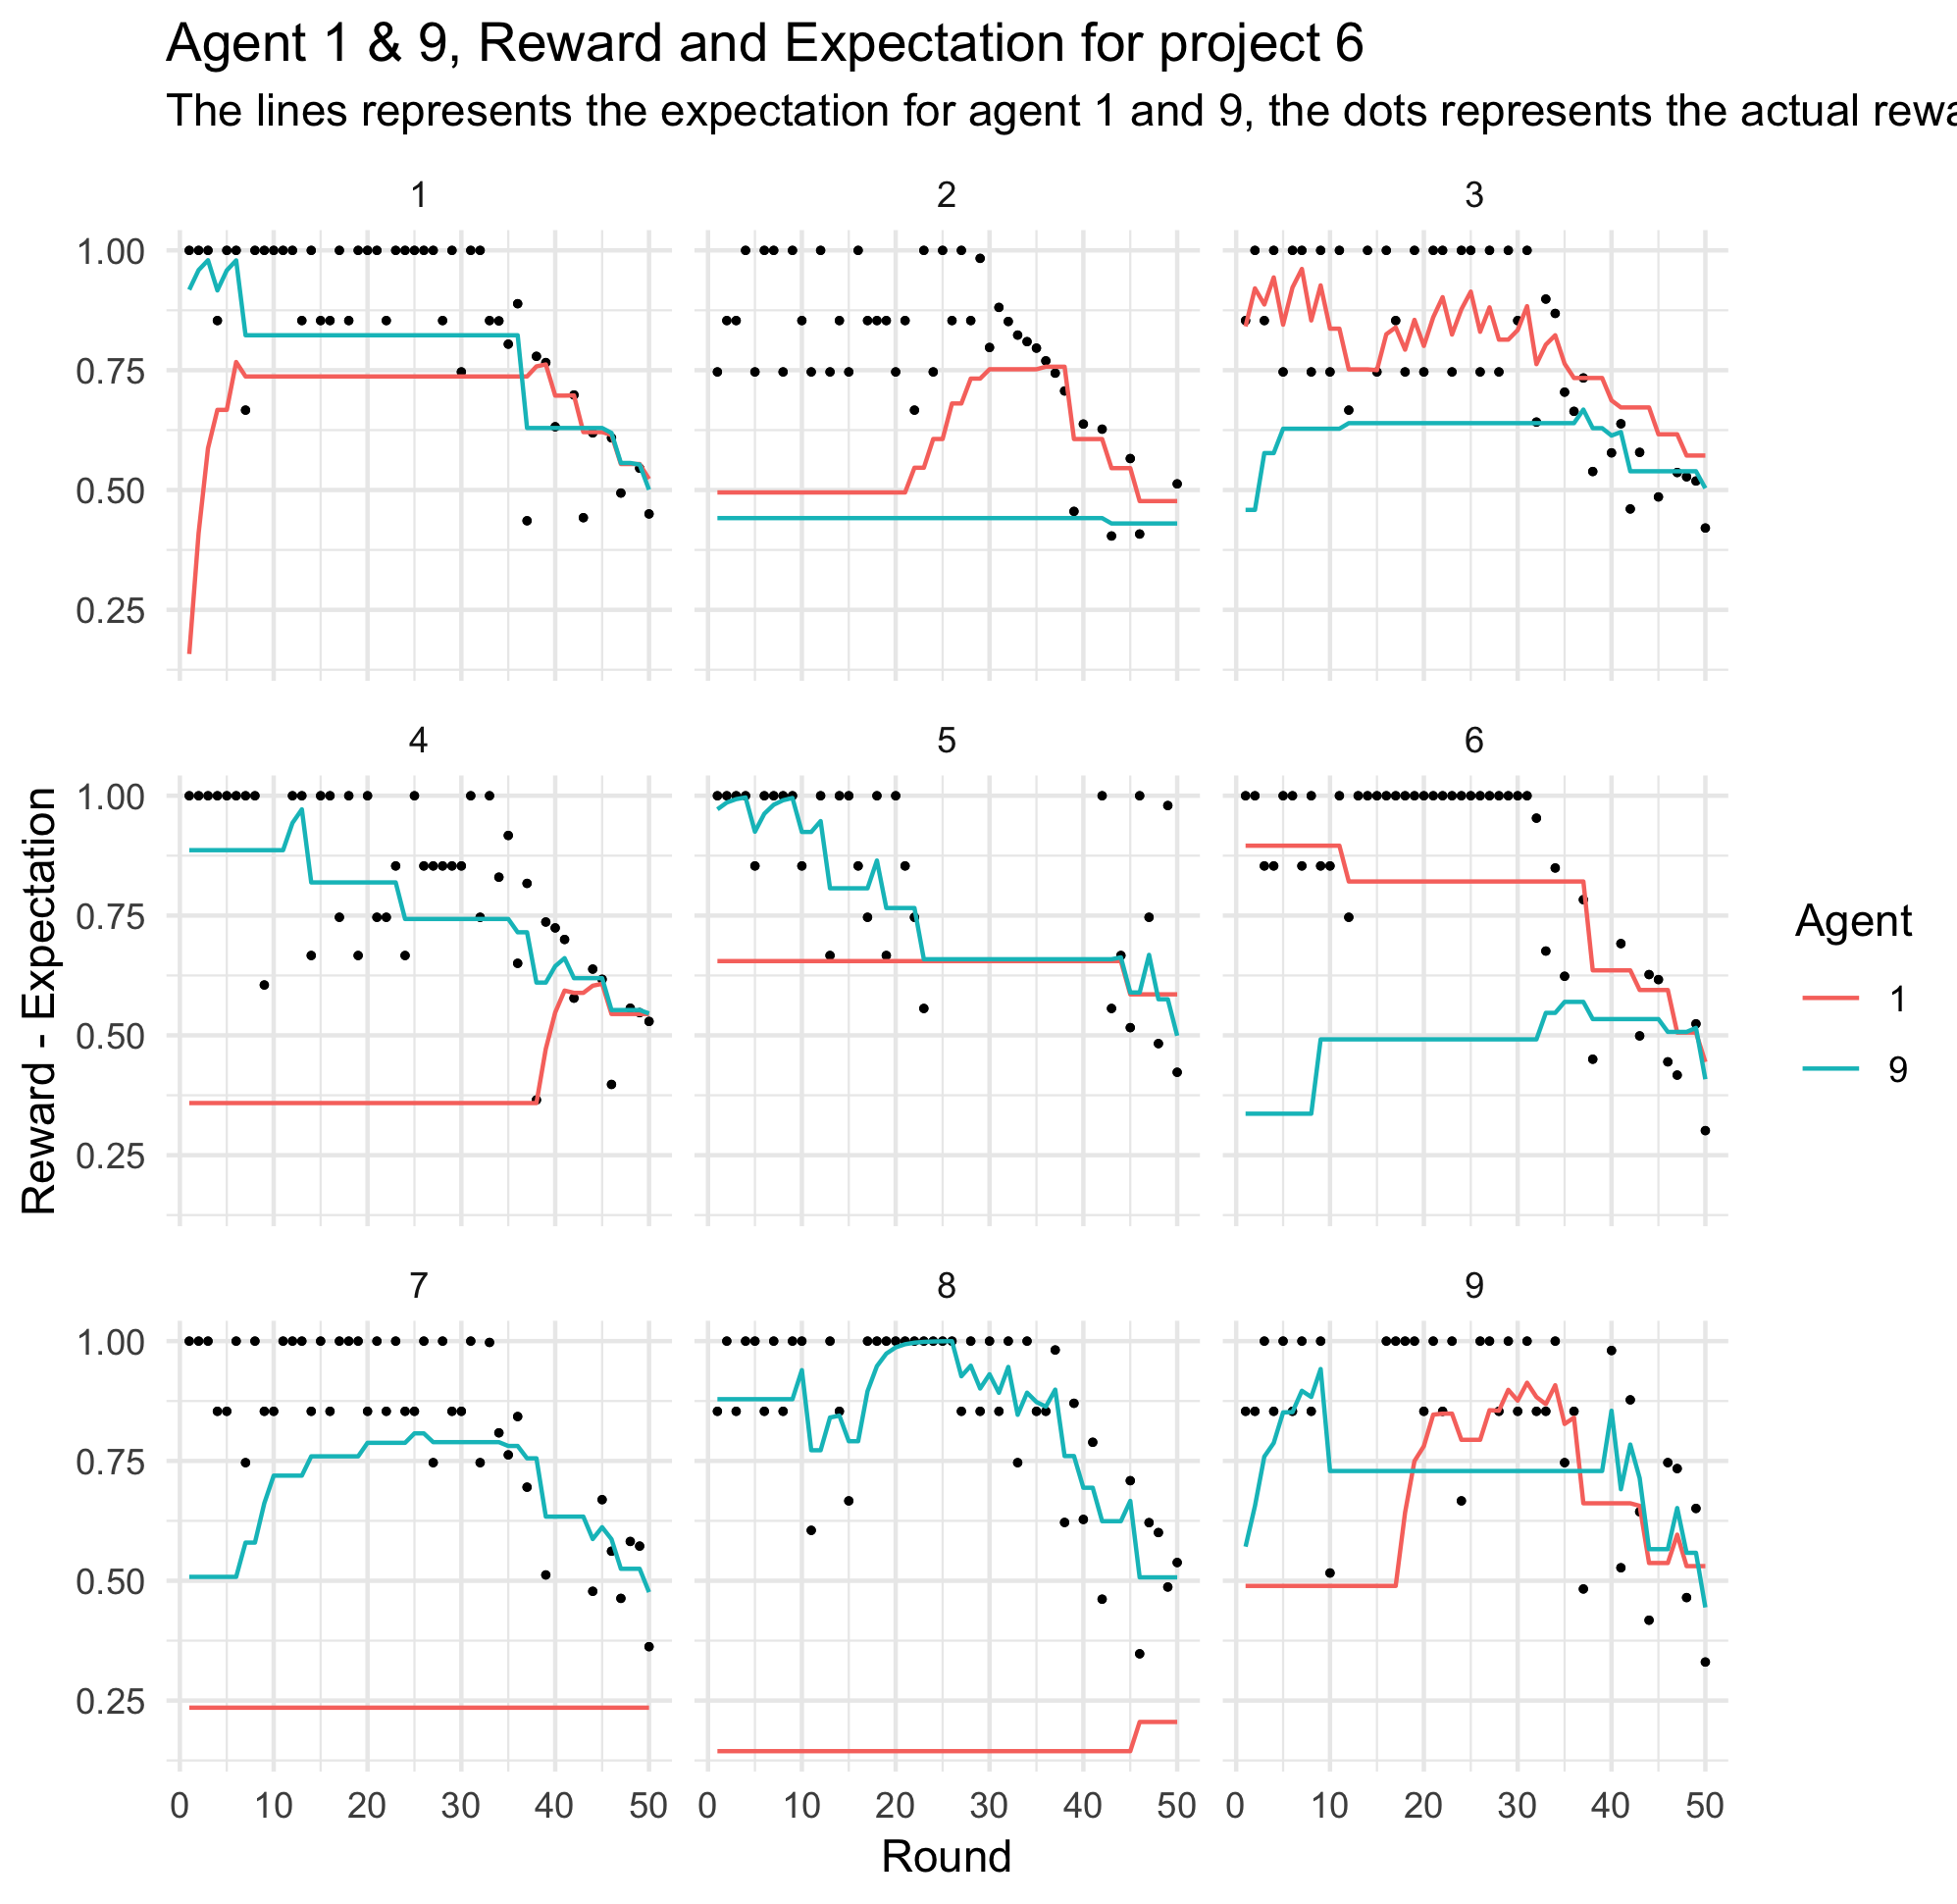 Agent 1 & 9, Reward and Expectation for project 6
The lines represents the expectation for agent 1 and 9, the dots represents the actual
1 2 3
1.00
0.75
0.50
0.25
4 5 6
1.00
0.75
0.50
0.25
Reward - Expectation
Agent
1
9
7 8 9
1.00
0.75
0.50
0.25
0 10 20 30 40 50 0 10 20 30 40 50 0 10 20 30 40 50
Round